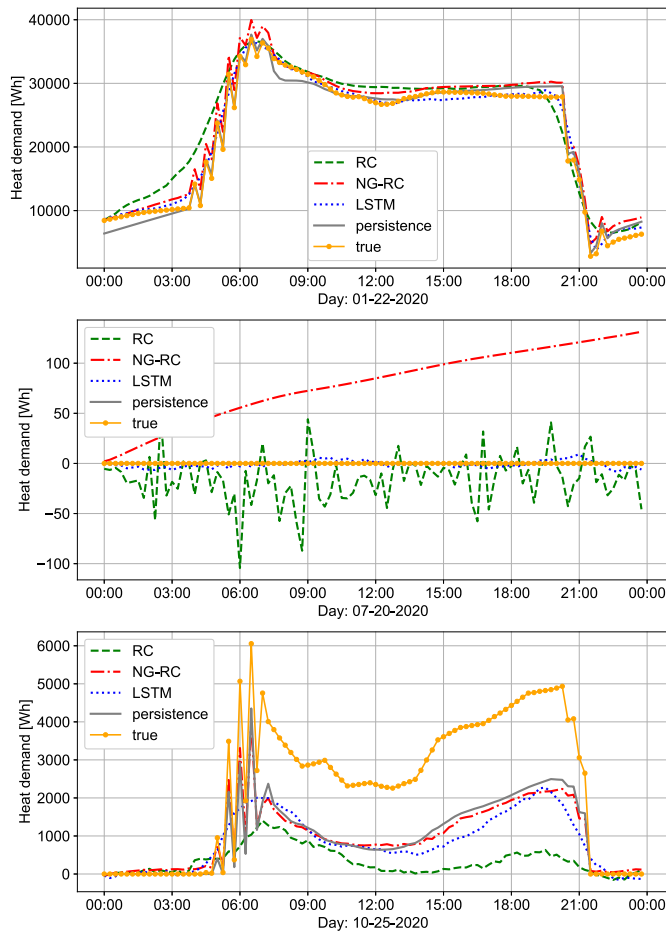 40000
30000
20000
10000
Heat demand [Wh]
RC
NG-RC
LSTM
persistence
true
00:00 03:00 06:00 09:00 12:00 15:00 18:00 21:00 00:00
Day: 01-22-2020
100
50
0
−50
−100
Heat demand [Wh]
RC
NG-RC
LSTM
persistence
true
00:00 03:00 06:00 09:00 12:00 15:00 18:00 21:00 00:00
Day: 07-20-2020
6000
5000
4000
3000
2000
1000
0
Heat demand [Wh]
RC
NG-RC
LSTM
persistence
true
00:00 03:00 06:00 09:00 12:00 15:00 18:00 21:00 00:00
Day: 10-25-2020